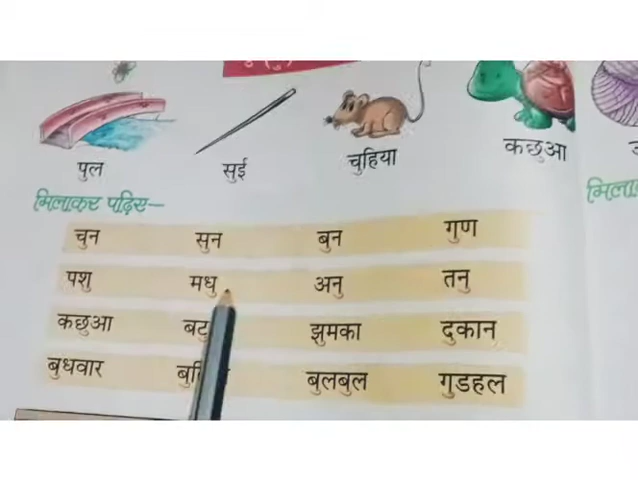 पुल सुई चुहिया कछुआ
मिलाकर पढ़िए—
चुन सुन बुन गुण
पशु मधु अनु तनु
कछुआ झुमका दुकान
बुधवार बुलबुल गुडहल